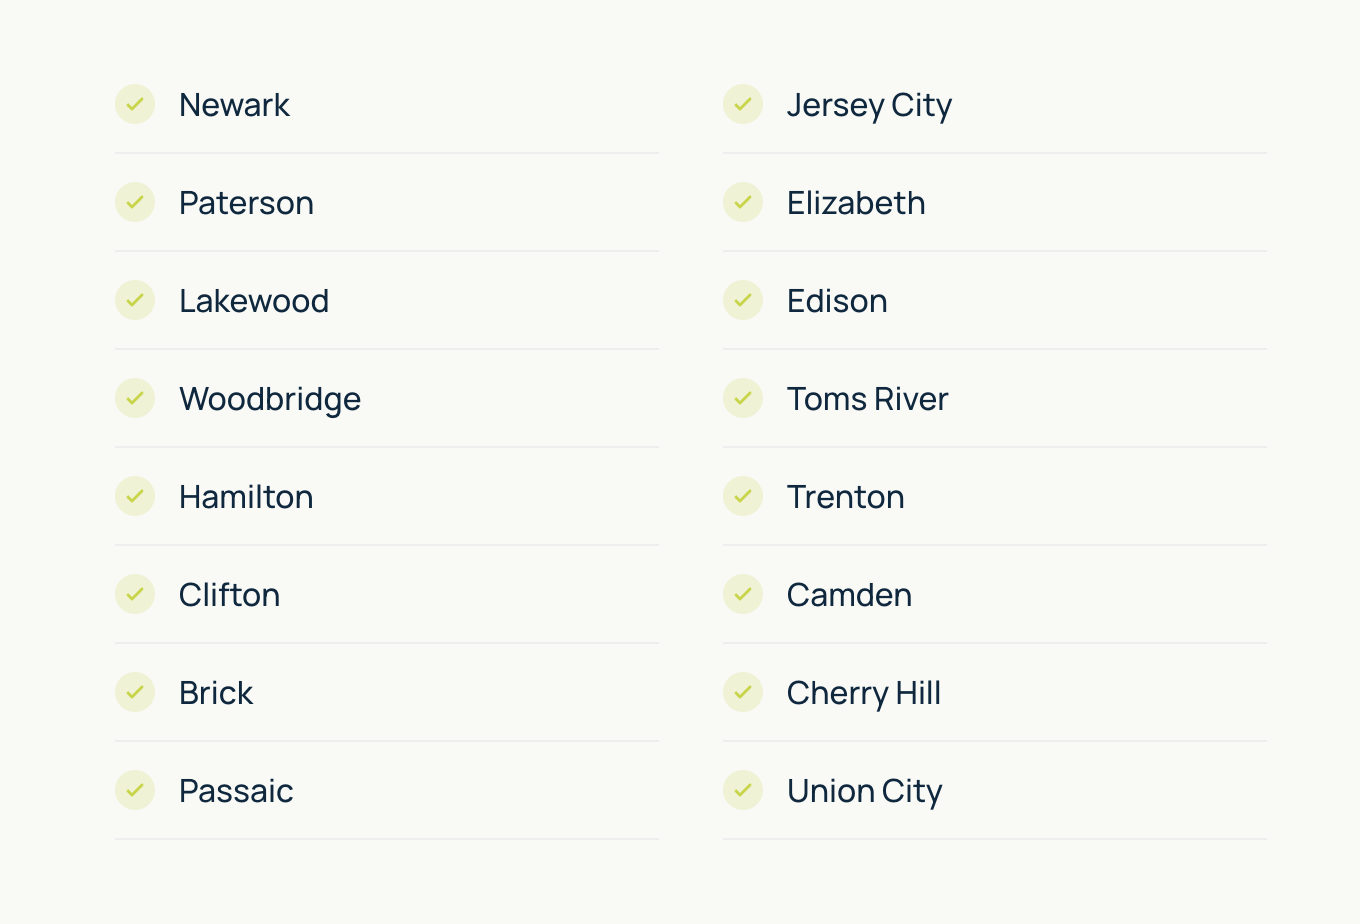 Newark
Jersey City
Paterson
Elizabeth
Lakewood
Edison
Woodbridge
Toms River
Hamilton
Trenton
Clifton
Camden
Brick
Cherry Hill
Passaic
Union City